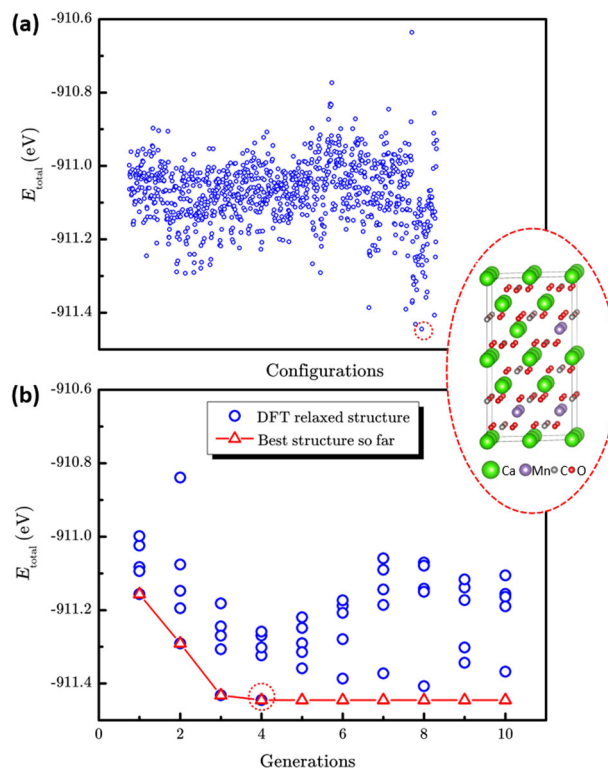 (a)
-910.6
-910.8
-911.0
-911.2
-911.4
E_total (eV)
Configurations
Ca Mn C O
(b)
-910.6
-910.8
-911.0
-911.2
-911.4
E_total (eV)
DFT relaxed structure
Best structure so far
0 2 4 6 8 10
Generations